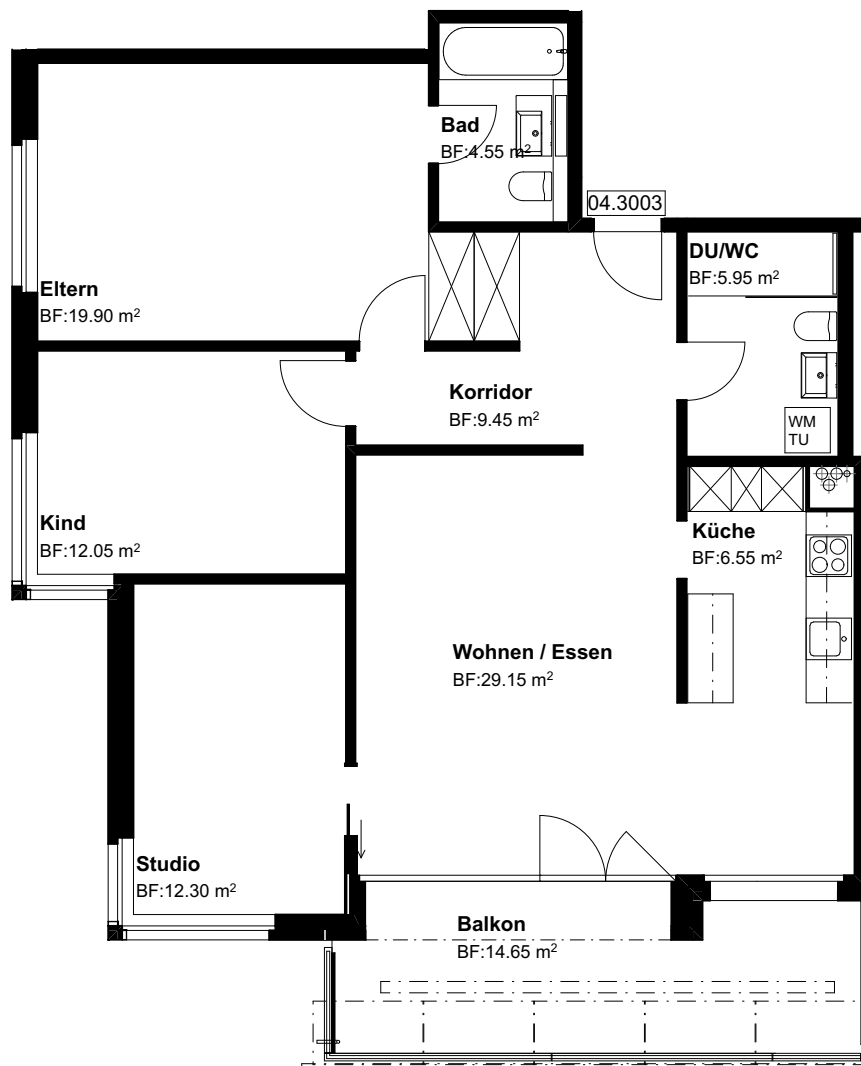 Bad
BF:4.55 m²
04.3003
DU/WC
BF:5.95 m²
Eltern
BF:19.90 m²
Korridor
BF:9.45 m²
WM
TU
Kind
BF:12.05 m²
Küche
BF:6.55 m²
Wohnen / Essen
BF:29.15 m²
Studio
BF:12.30 m²
Balkon
BF:14.65 m²